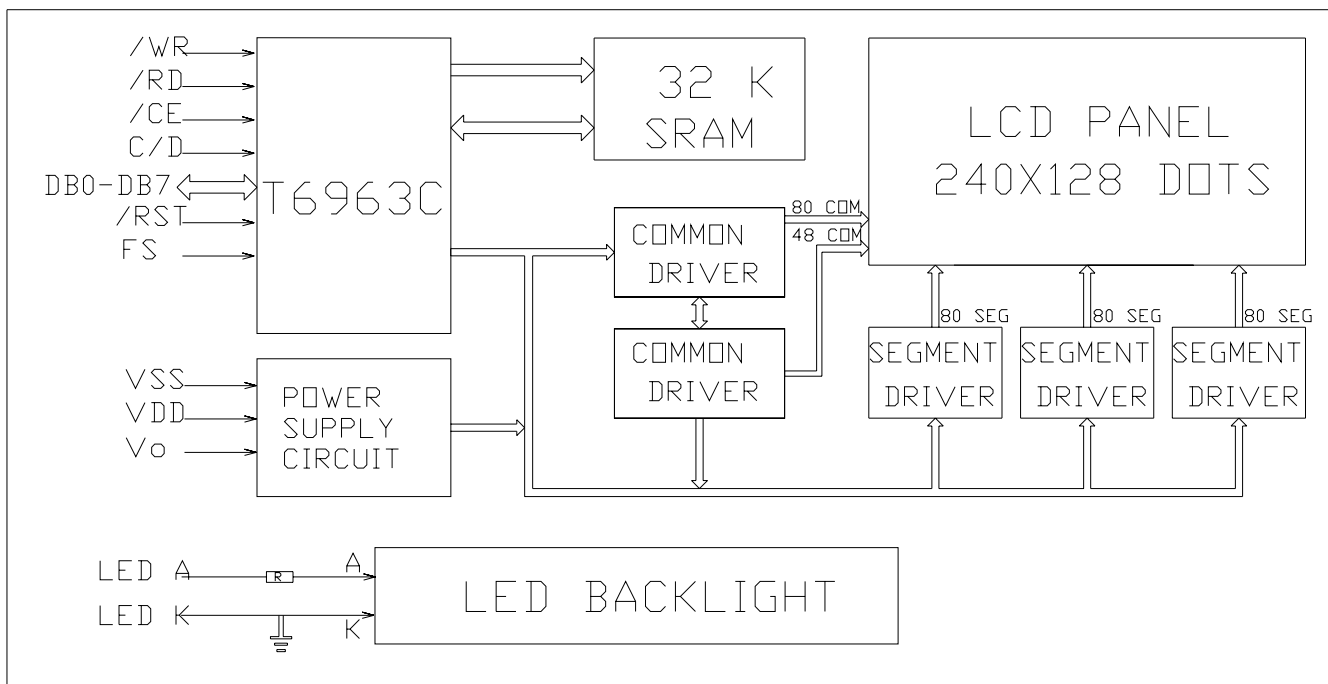 /WR
/RD
/CE
C/D
DB0-DB7
/RST
FS
T6963C
32 K
SRAM
LCD PANEL
240X128 DOTS
COMMON
DRIVER
80 COM
48 COM
COMMON
DRIVER
80 SEG
80 SEG
80 SEG
SEGMENT
DRIVER
SEGMENT
DRIVER
SEGMENT
DRIVER
VSS
VDD
Vo
POWER
SUPPLY
CIRCUIT
LED A
R
A
LED K
K
LED BACKLIGHT